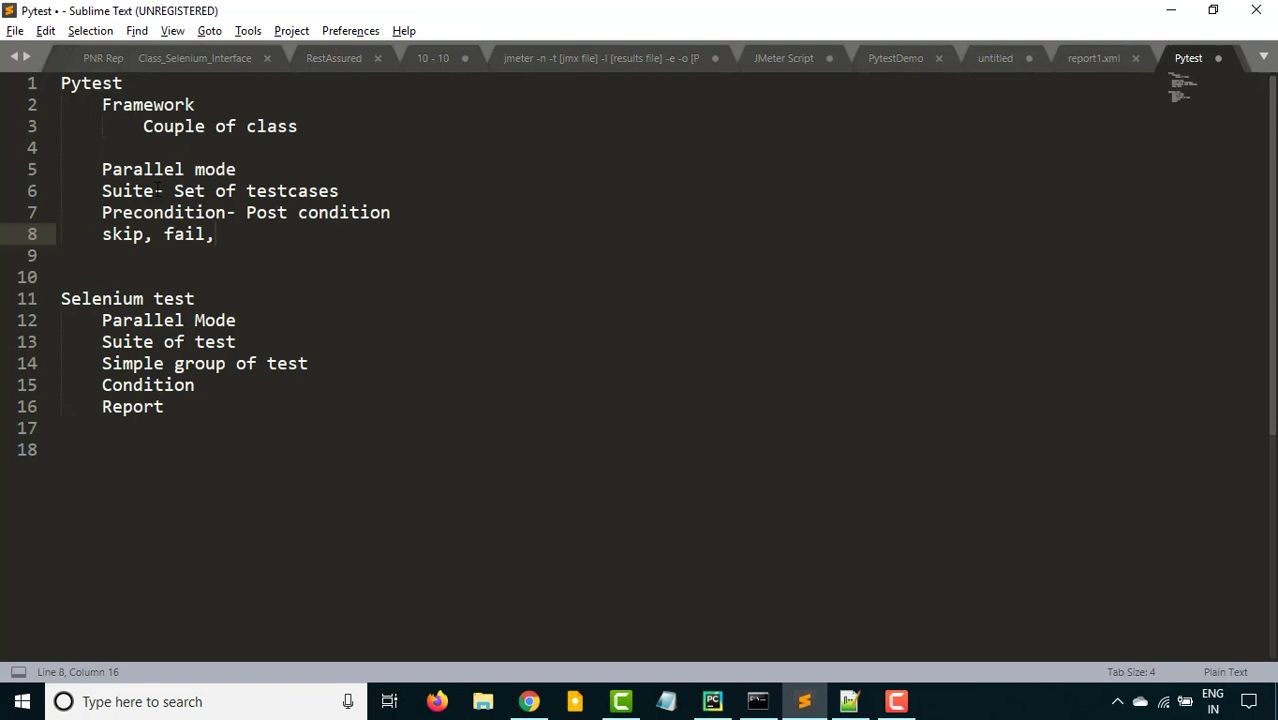 Pytest • - Sublime Text (UNREGISTERED)
File Edit Selection Find View Goto Tools Project Preferences Help
PNR Rep Class_Selenium_Interface RestAssured 10 - 10 jmeter -n -t [jmx file] -l [results file] -e -o [P JMeter Script PytestDemo untitled report1.xml Pytest
1 Pytest
2 Framework
3 Couple of class
4
5 Parallel mode
6 Suite- Set of testcases
7 Precondition- Post condition
8 skip, fail,
9
10
11 Selenium test
12 Parallel Mode
13 Suite of test
14 Simple group of test
15 Condition
16 Report
17
18
Line 8, Column 16 Tab Size: 4 Plain Text
Type here to search ENG
IN